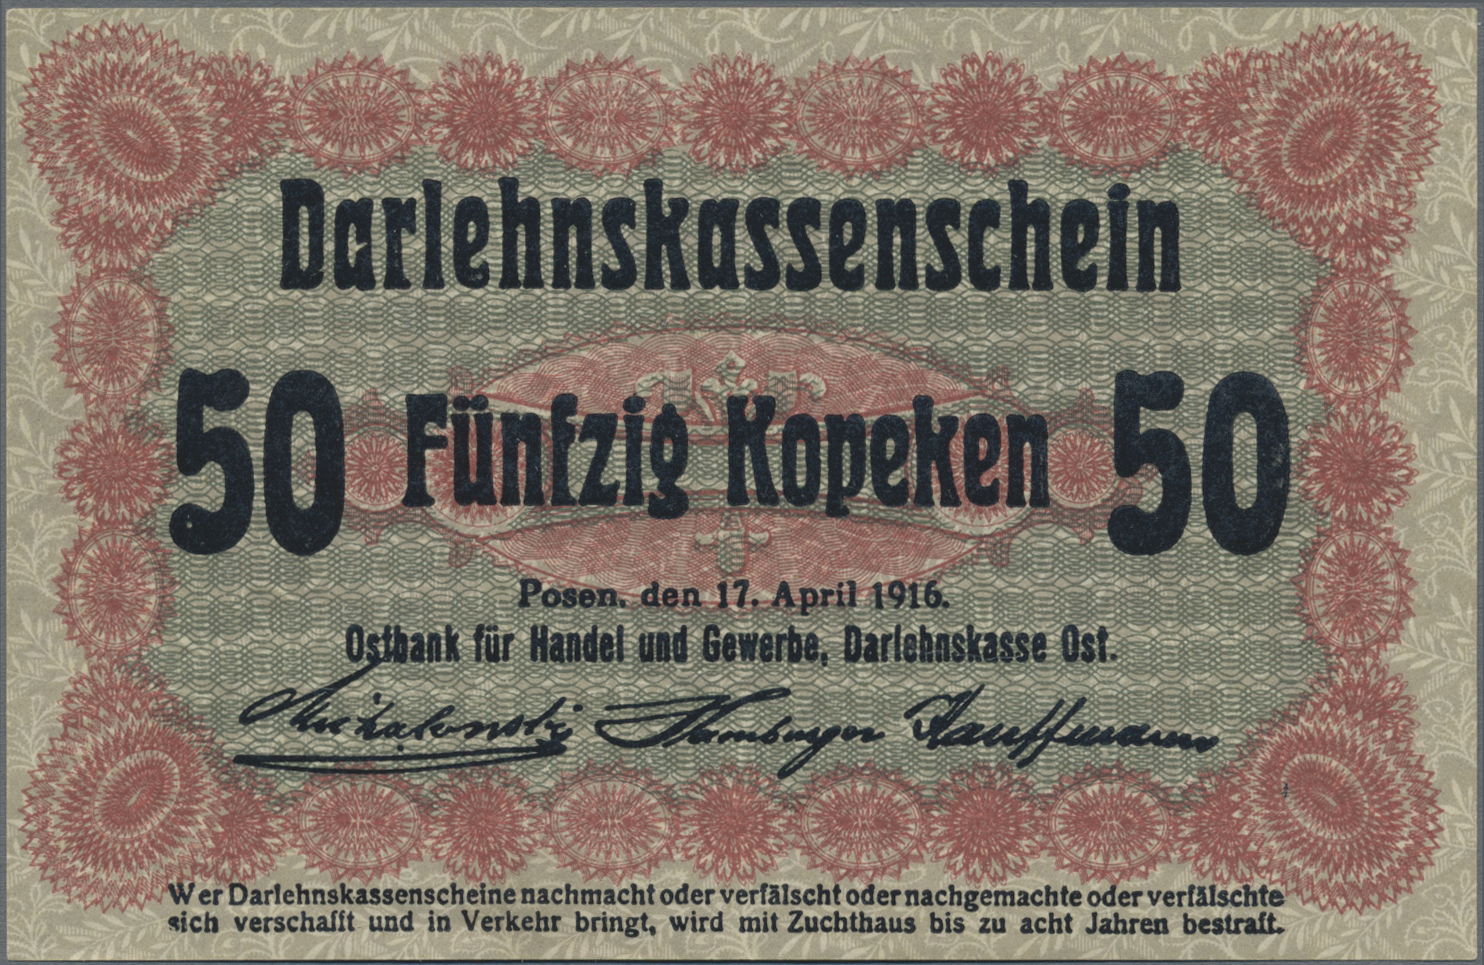 Darlehnskassenschein
50 Fünfzig Kopeken 50
Posen, den 17. April 1916.
Ostbank für Handel und Gewerbe, Darlehnskasse Ost.
Hamburger Kauffmann
Wer Darlehnskassenscheine nachmacht oder verfälscht oder nachgemachte oder verfälschte
sich verschafft und in Verkehr bringt, wird mit Zuchthaus bis zu acht Jahren bestraft.